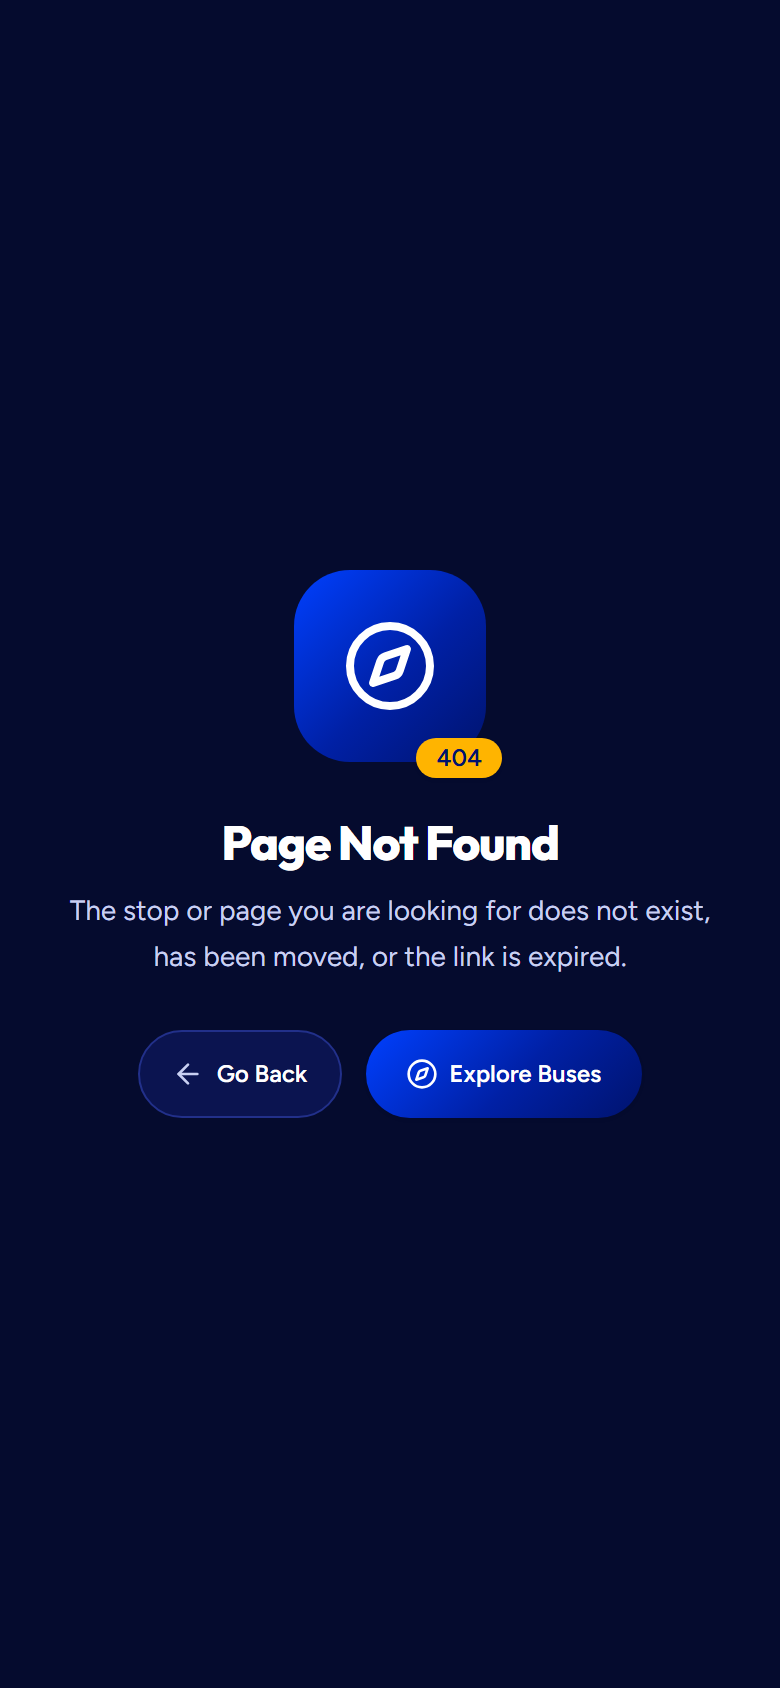 404
Page Not Found
The stop or page you are looking for does not exist,
has been moved, or the link is expired.
Go Back
Explore Buses